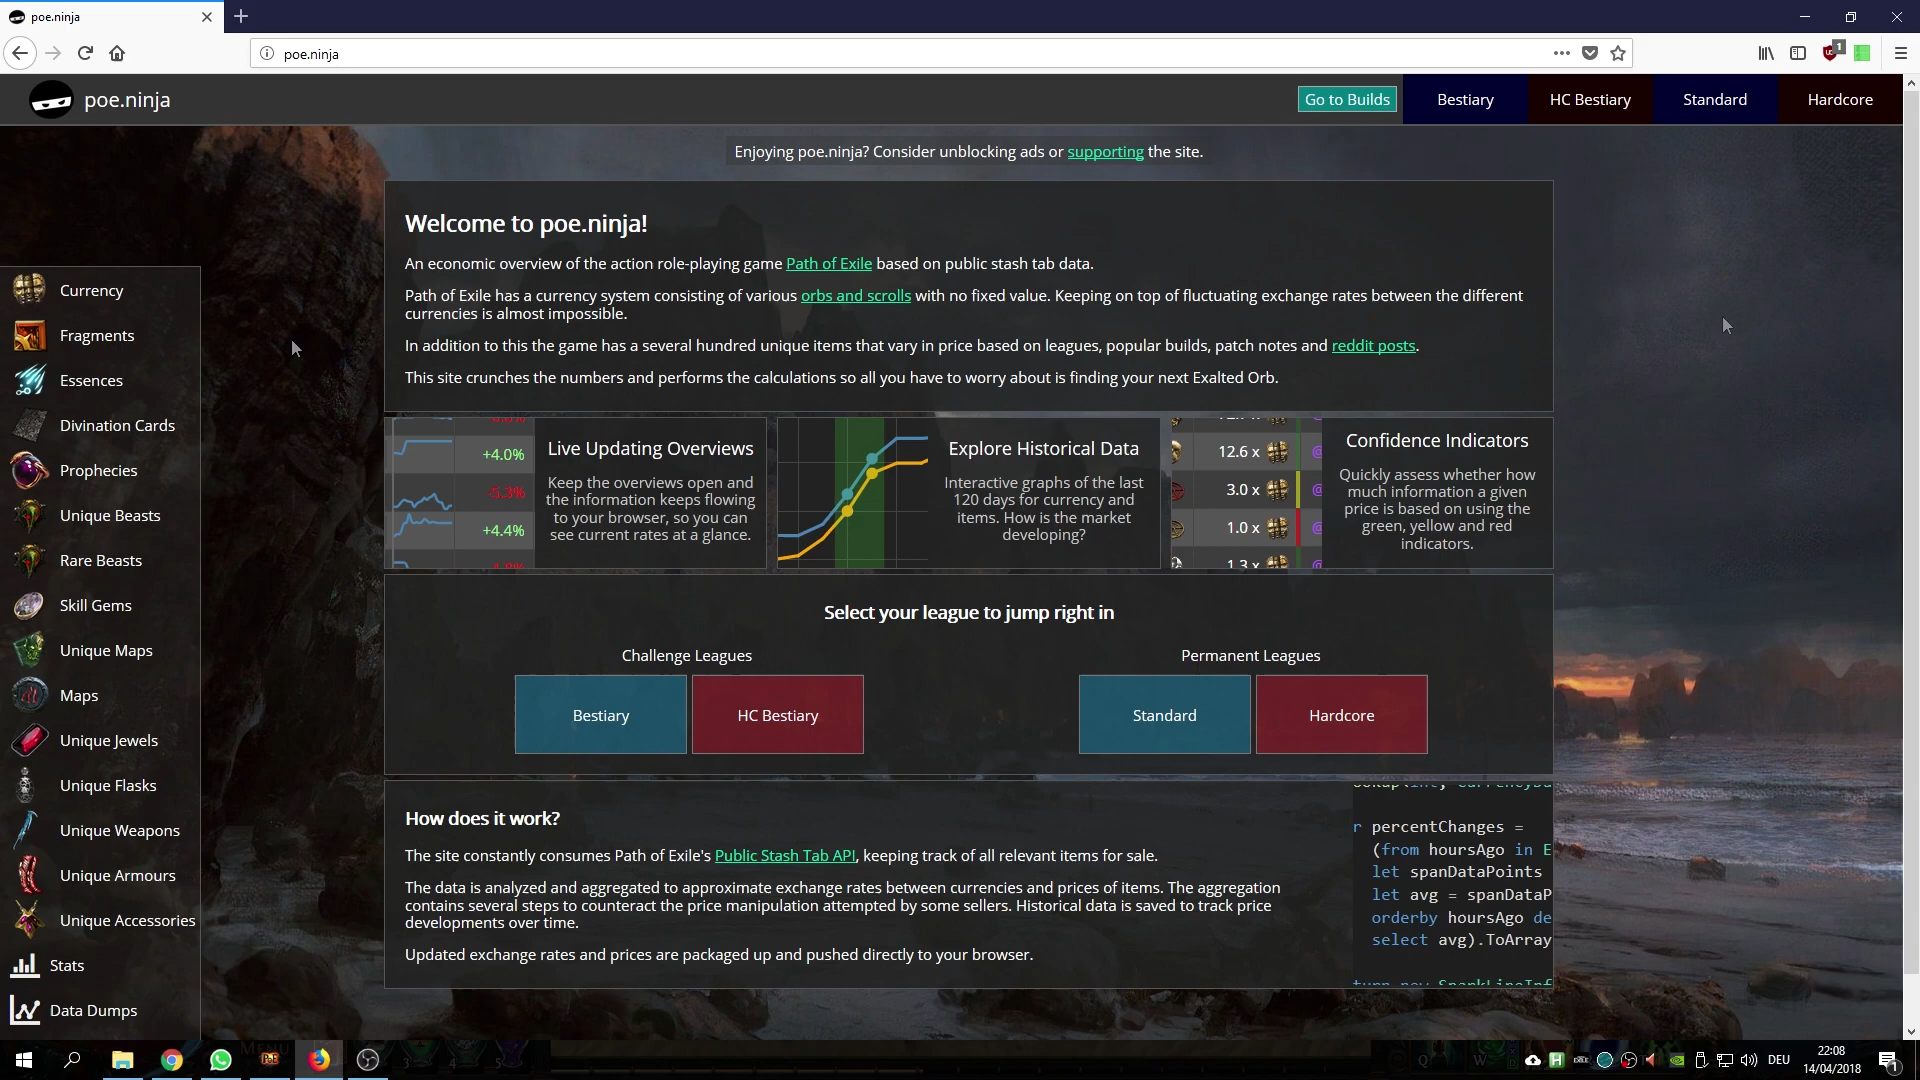 poe.ninja
poe.ninja
1
poe.ninja
Go to Builds
Bestiary
HC Bestiary
Standard
Hardcore
Enjoying poe.ninja? Consider unblocking ads or supporting the site.
Welcome to poe.ninja!
An economic overview of the action role-playing game Path of Exile based on public stash tab data.
Path of Exile has a currency system consisting of various orbs and scrolls with no fixed value. Keeping on top of fluctuating exchange rates between the different
currencies is almost impossible.
In addition to this the game has a several hundred unique items that vary in price based on leagues, popular builds, patch notes and reddit posts.
This site crunches the numbers and performs the calculations so all you have to worry about is finding your next Exalted Orb.
Currency
Fragments
Essences
Divination Cards
Prophecies
Unique Beasts
Rare Beasts
Skill Gems
Unique Maps
Maps
Unique Jewels
Unique Flasks
Unique Weapons
Unique Armours
Unique Accessories
Stats
Data Dumps
+4.0%
-5.3%
+4.4%
Live Updating Overviews
Keep the overviews open and
the information keeps flowing
to your browser, so you can
see current rates at a glance.
Explore Historical Data
Interactive graphs of the last
120 days for currency and
items. How is the market
developing?
12.6 x
3.0 x
1.0 x
1.3 x
Confidence Indicators
Quickly assess whether how
much information a given
price is based on using the
green, yellow and red
indicators.
Select your league to jump right in
Challenge Leagues
Bestiary
HC Bestiary
Permanent Leagues
Standard
Hardcore
How does it work?
The site constantly consumes Path of Exile's Public Stash Tab API, keeping track of all relevant items for sale.
The data is analyzed and aggregated to approximate exchange rates between currencies and prices of items. The aggregation
contains several steps to counteract the price manipulation attempted by some sellers. Historical data is saved to track price
developments over time.
Updated exchange rates and prices are packaged up and pushed directly to your browser.
r percentChanges =
(from hoursAgo in E
let spanDataPoints
let avg = spanDataP
orderby hoursAgo de
select avg).ToArray
DEU
22:08
14/04/2018
1